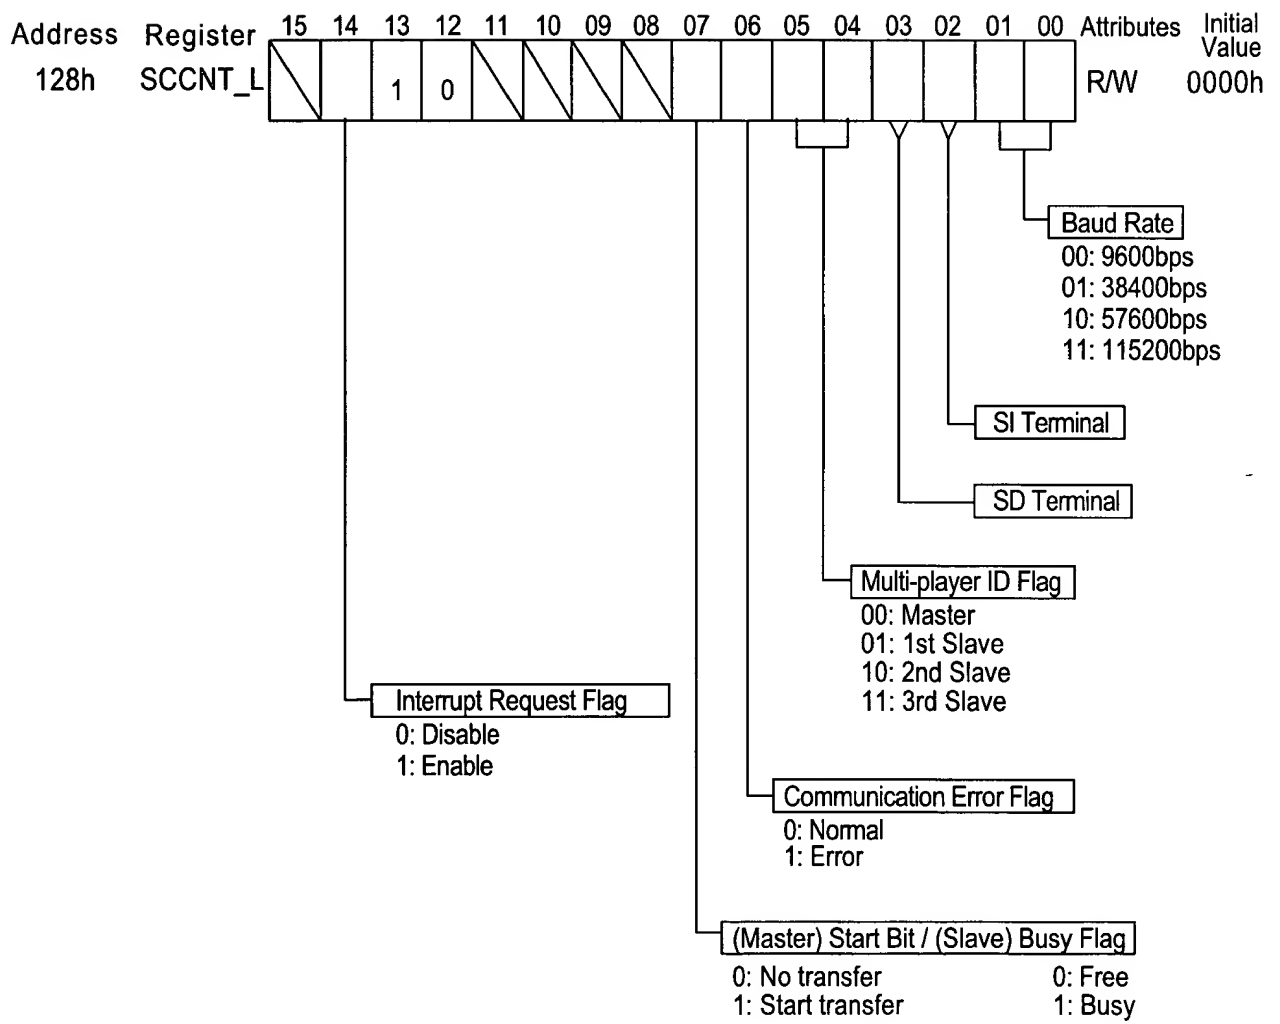 Address Register 15 14 13 12 11 10 09 08 07 06 05 04 03 02 01 00 Attributes Initial Value
128h SCCNT_L 1 0 R/W 0000h
Baud Rate
00: 9600bps
01: 38400bps
10: 57600bps
11: 115200bps
SI Terminal
SD Terminal
Multi-player ID Flag
00: Master
01: 1st Slave
10: 2nd Slave
11: 3rd Slave
Interrupt Request Flag
0: Disable
1: Enable
Communication Error Flag
0: Normal
1: Error
(Master) Start Bit / (Slave) Busy Flag
0: No transfer 0: Free
1: Start transfer 1: Busy